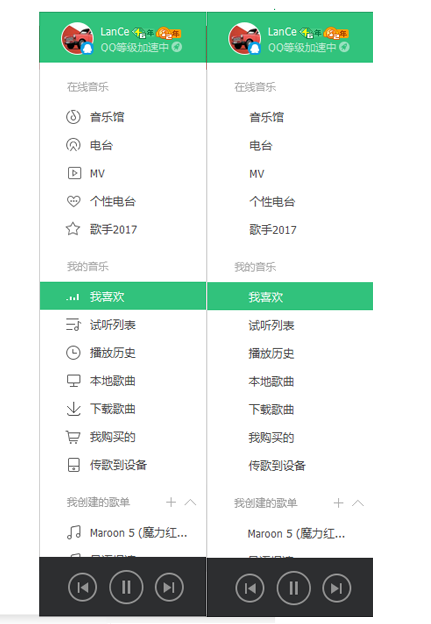 LanCe
QQ等级加速中
在线音乐
音乐馆
电台
MV
个性电台
歌手2017
我的音乐
我喜欢
试听列表
播放历史
本地歌曲
下载歌曲
我购买的
传歌到设备
我创建的歌单
Maroon 5 (魔力红...
LanCe
QQ等级加速中
在线音乐
音乐馆
电台
MV
个性电台
歌手2017
我的音乐
我喜欢
试听列表
播放历史
本地歌曲
下载歌曲
我购买的
传歌到设备
我创建的歌单
Maroon 5 (魔力红...